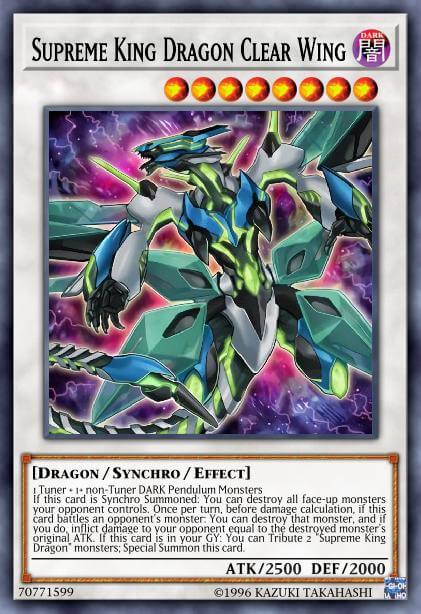 SUPREME KING DRAGON CLEAR WING
DARK
闇
[DRAGON / SYNCHRO / EFFECT]
1 Tuner + 1+ non-Tuner DARK Pendulum Monsters
If this card is Synchro Summoned: You can destroy all face-up monsters
your opponent controls. Once per turn, before damage calculation, if this
card battles an opponent's monster: You can destroy that monster, and if
you do, inflict damage to your opponent equal to the destroyed monster's
original ATK. If this card is in your GY: You can Tribute 2 "Supreme King
Dragon" monsters; Special Summon this card.
ATK/2500 DEF/2000
70771599
©1996 KAZUKI TAKAHASHI